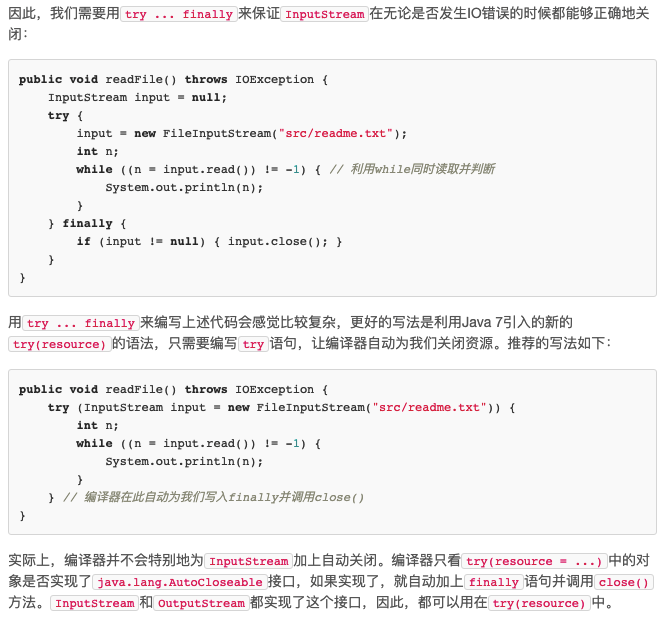 因此，我们需要用try ... finally来保证InputStream在无论是否发生IO错误的时候都能够正确地关
闭：
public void readFile() throws IOException {
    InputStream input = null;
    try {
        input = new FileInputStream("src/readme.txt");
        int n;
        while ((n = input.read()) != -1) { // 利用while同时读取并判断
            System.out.println(n);
        }
    } finally {
        if (input != null) { input.close(); }
    }
}
用try ... finally来编写上述代码会感觉比较复杂，更好的写法是利用Java 7引入的新的
try(resource)的语法，只需要编写try语句，让编译器自动为我们关闭资源。推荐的写法如下：
public void readFile() throws IOException {
    try (InputStream input = new FileInputStream("src/readme.txt")) {
        int n;
        while ((n = input.read()) != -1) {
            System.out.println(n);
        }
    } // 编译器在此自动为我们写入finally并调用close()
}
实际上，编译器并不会特别地为InputStream加上自动关闭。编译器只看try(resource = ...)中的对
象是否实现了java.lang.AutoCloseable接口，如果实现了，就自动加上finally语句并调用close()
方法。InputStream和OutputStream都实现了这个接口，因此，都可以用在try(resource)中。